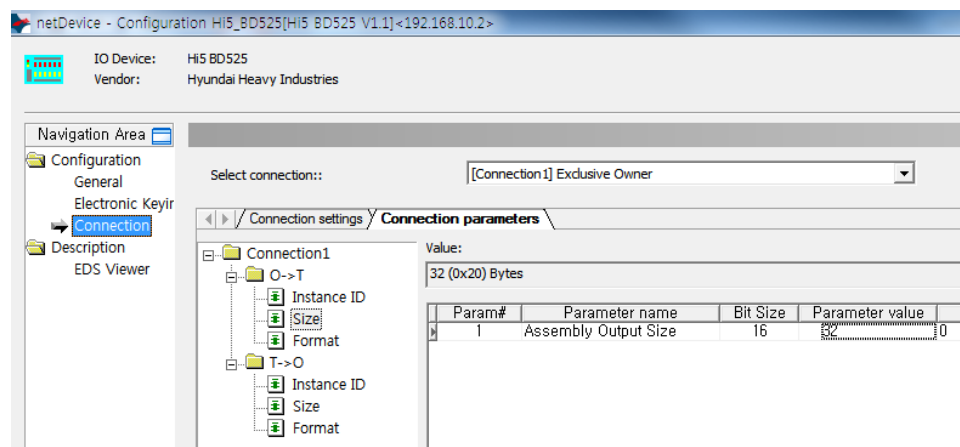 netDevice - Configuration Hi5_BD525[Hi5 BD525 V1.1]<192.168.10.2>
IO Device: Hi5 BD525
Vendor: Hyundai Heavy Industries
Navigation Area
Configuration
General
Electronic Keyir
Connection
Description
EDS Viewer
Select connection::
[Connection1] Exclusive Owner
Connection settings
Connection parameters
Connection1
O->T
Instance ID
Size
Format
T->O
Instance ID
Size
Format
Value:
32 (0x20) Bytes
Param# Parameter name Bit Size Parameter value
1 Assembly Output Size 16 32 0